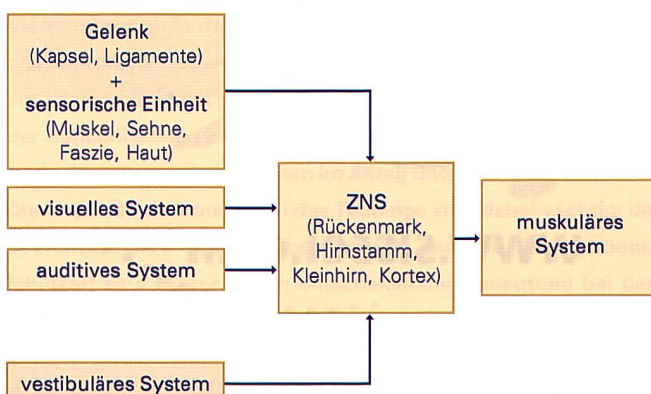 Gelenk
(Kapsel, Ligamente)
+
sensorische Einheit
(Muskel, Sehne,
Faszie, Haut)
visuelles System
auditives System
vestibuläres System
ZNS
(Rückenmark,
Hirnstamm,
Kleinhirn, Kortex)
muskuläres
System